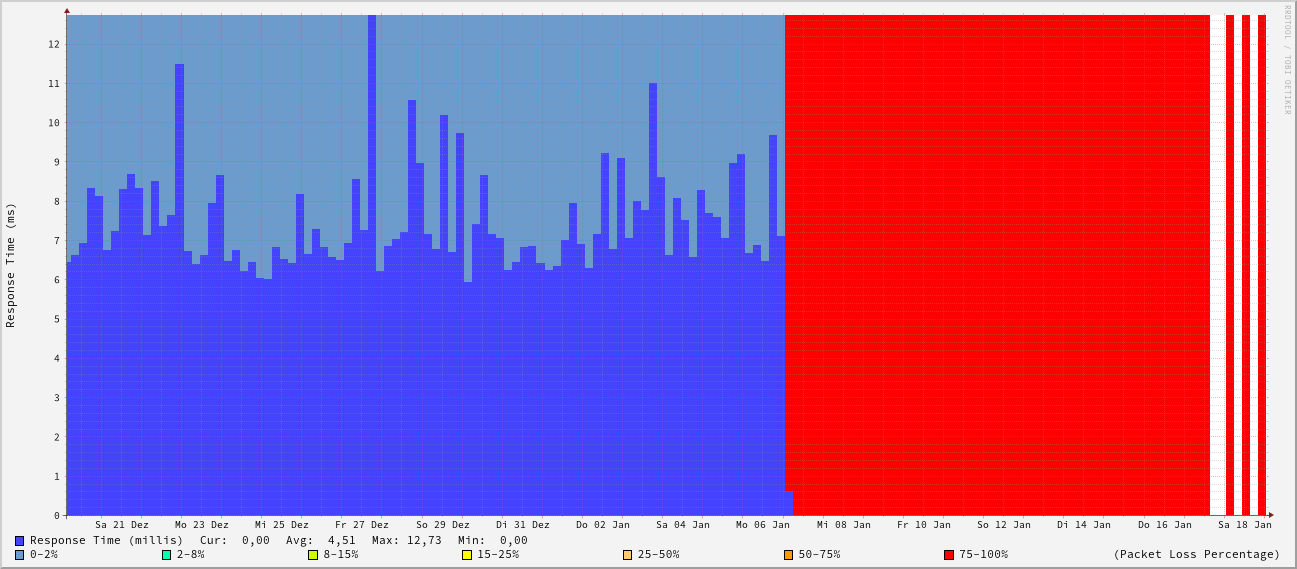 RRDTOOL / TOBI OETIKER
Response Time (ms)
12
11
10
9
8
7
6
5
4
3
2
1
0
Sa 21 Dez Mo 23 Dez Mi 25 Dez Fr 27 Dez So 29 Dez Di 31 Dez Do 02 Jan Sa 04 Jan Mo 06 Jan Mi 08 Jan Fr 10 Jan So 12 Jan Di 14 Jan Do 16 Jan Sa 18 Jan
Response Time (millis) Cur: 0,00 Avg: 4,51 Max: 12,73 Min: 0,00
0-2% 2-8% 8-15% 15-25% 25-50% 50-75% 75-100% (Packet Loss Percentage)